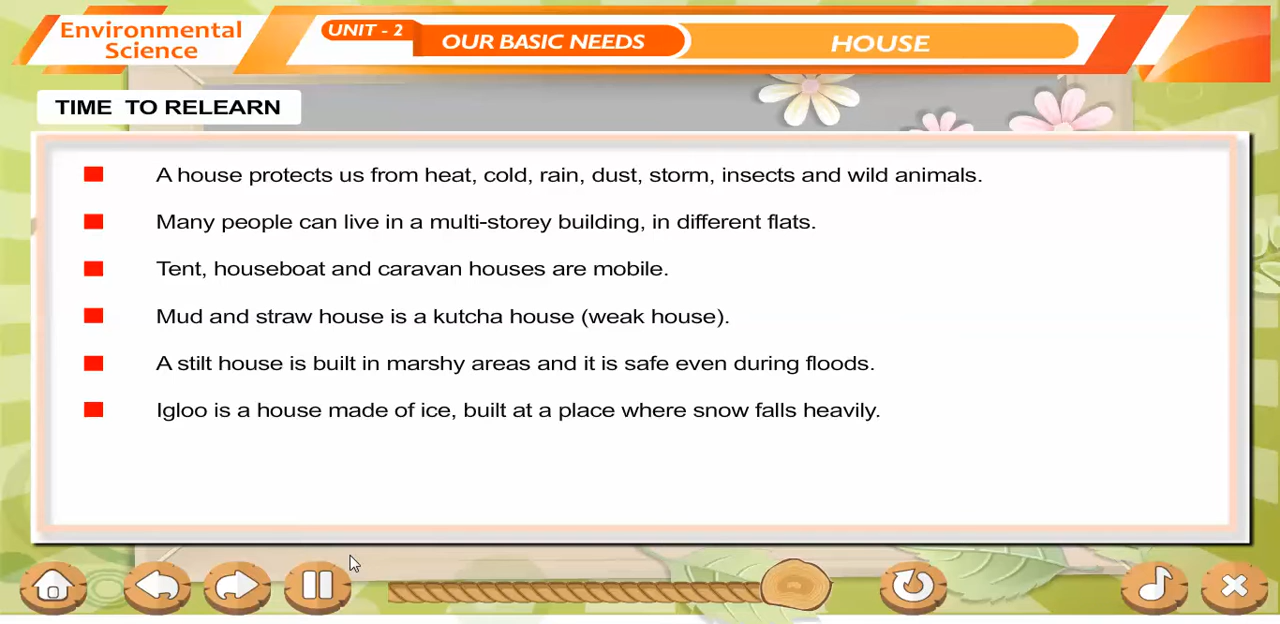 Environmental
Science
UNIT - 2
OUR BASIC NEEDS
HOUSE
TIME TO RELEARN
A house protects us from heat, cold, rain, dust, storm, insects and wild animals.
Many people can live in a multi-storey building, in different flats.
Tent, houseboat and caravan houses are mobile.
Mud and straw house is a kutcha house (weak house).
A stilt house is built in marshy areas and it is safe even during floods.
Igloo is a house made of ice, built at a place where snow falls heavily.